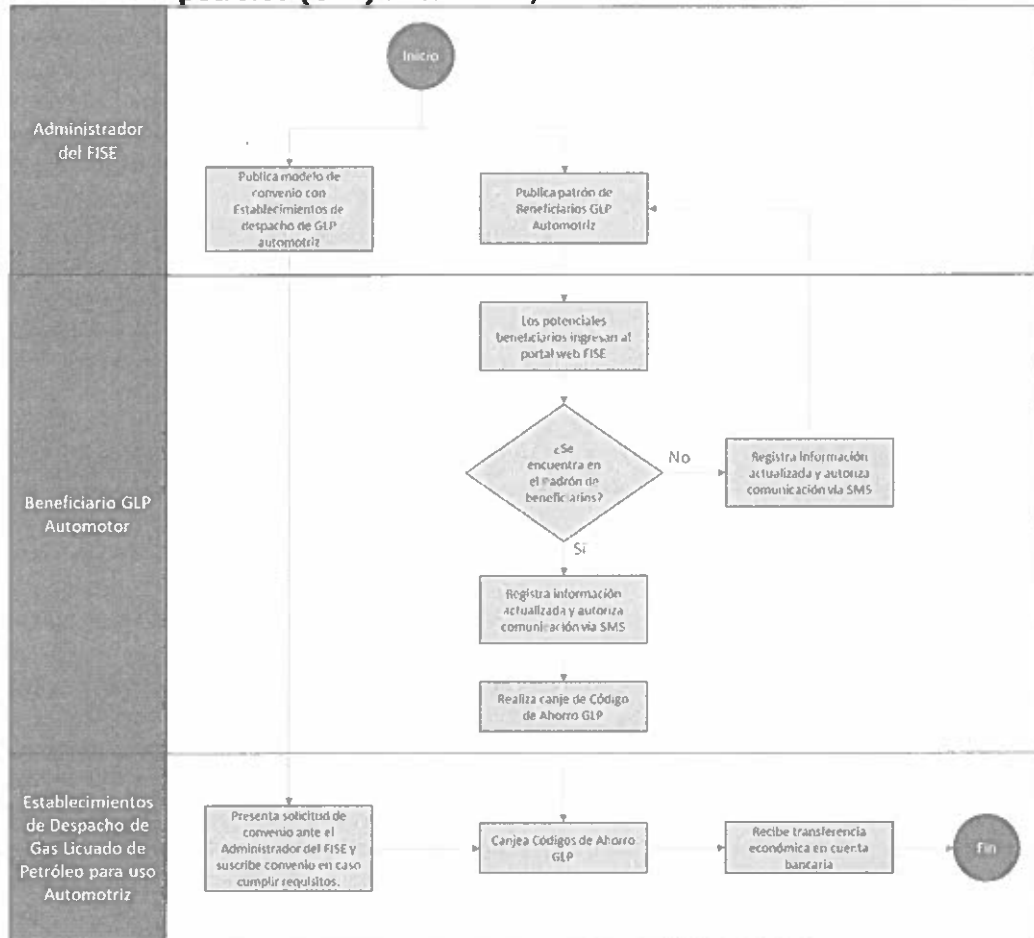 Inicio
Administrador
del FISE
Publica modelo de
convenio con
Establecimientos de
despacho de GLP
automotriz
Publica patrón de
Beneficiarios GLP
Automotriz
Los potenciales
beneficiarios ingresan al
portal web FISE
¿Se
encuentra en
el Padrón de
beneficiarios?
No
Registra información
actualizada y autoriza
comunicación via SMS
Beneficiario GLP
Automotor
Sí
Registra información
actualizada y autoriza
comunicación via SMS
Realiza canje de Código
de Ahorro GLP
Establecimientos
de Despacho de
Gas Licuado de
Petróleo para uso
Automotriz
Presenta solicitud de
convenio ante el
Administrador del FISE y
suscribe convenio en caso
cumplir requisitos.
Canjea Códigos de Ahorro
GLP
Recibe transferencia
económica en cuenta
bancaria
Fin